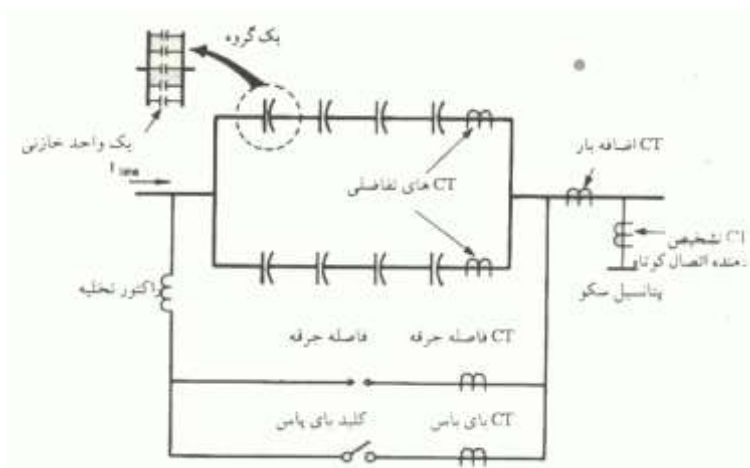 یک گروه
یک واحد خازنی
I line
CT اضافه بار
CT های تفاضلی
CT تشخیص
دهنده اتصال کوتاه
پتانسیل سکو
راکتور تخلیه
فاصله جرقه
CT فاصله جرقه
کلید بای پاس
CT بای پاس